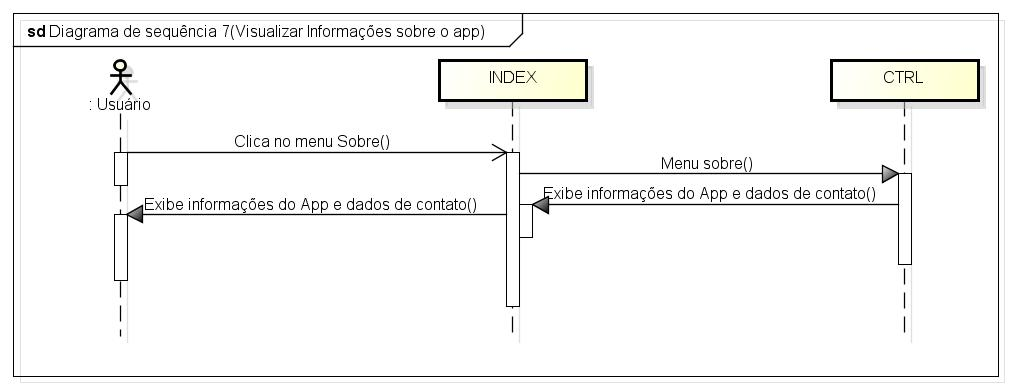 sd Diagrama de sequência 7(Visualizar Informações sobre o app)
: Usuário
INDEX
CTRL
Clica no menu Sobre()
Menu sobre()
Exibe informações do App e dados de contato()
Exibe informações do App e dados de contato()